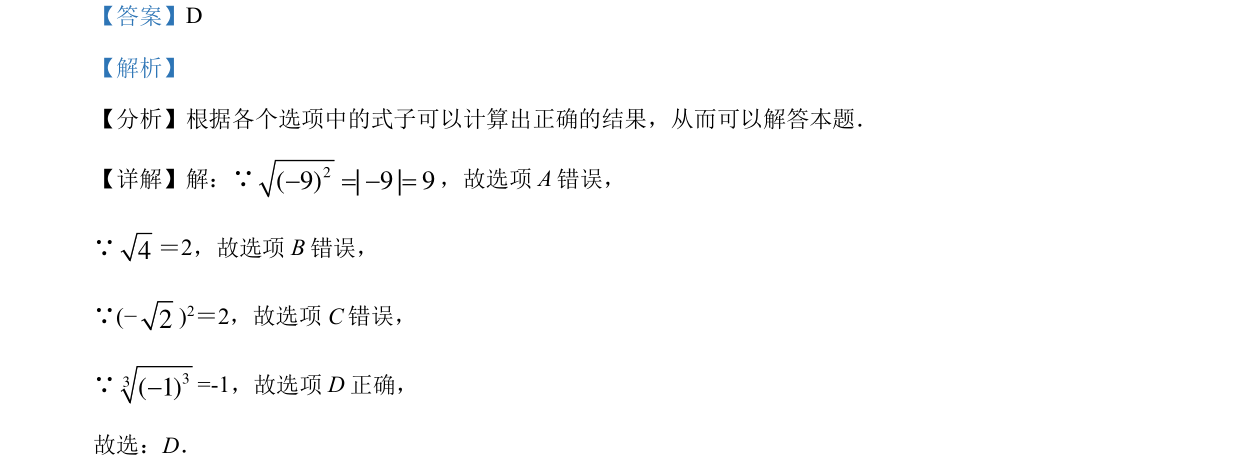 【答案】D
【解析】
【分析】根据各个选项中的式子可以计算出正确的结果，从而可以解答本题．
【详解】解：∵√(−9)² =|−9|= 9，故选项 A 错误，
∵√4 ＝2，故选项 B 错误，
∵(−√2 )²＝2，故选项 C 错误，
∵∛(−1)³ =-1，故选项 D 正确，
故选：D．